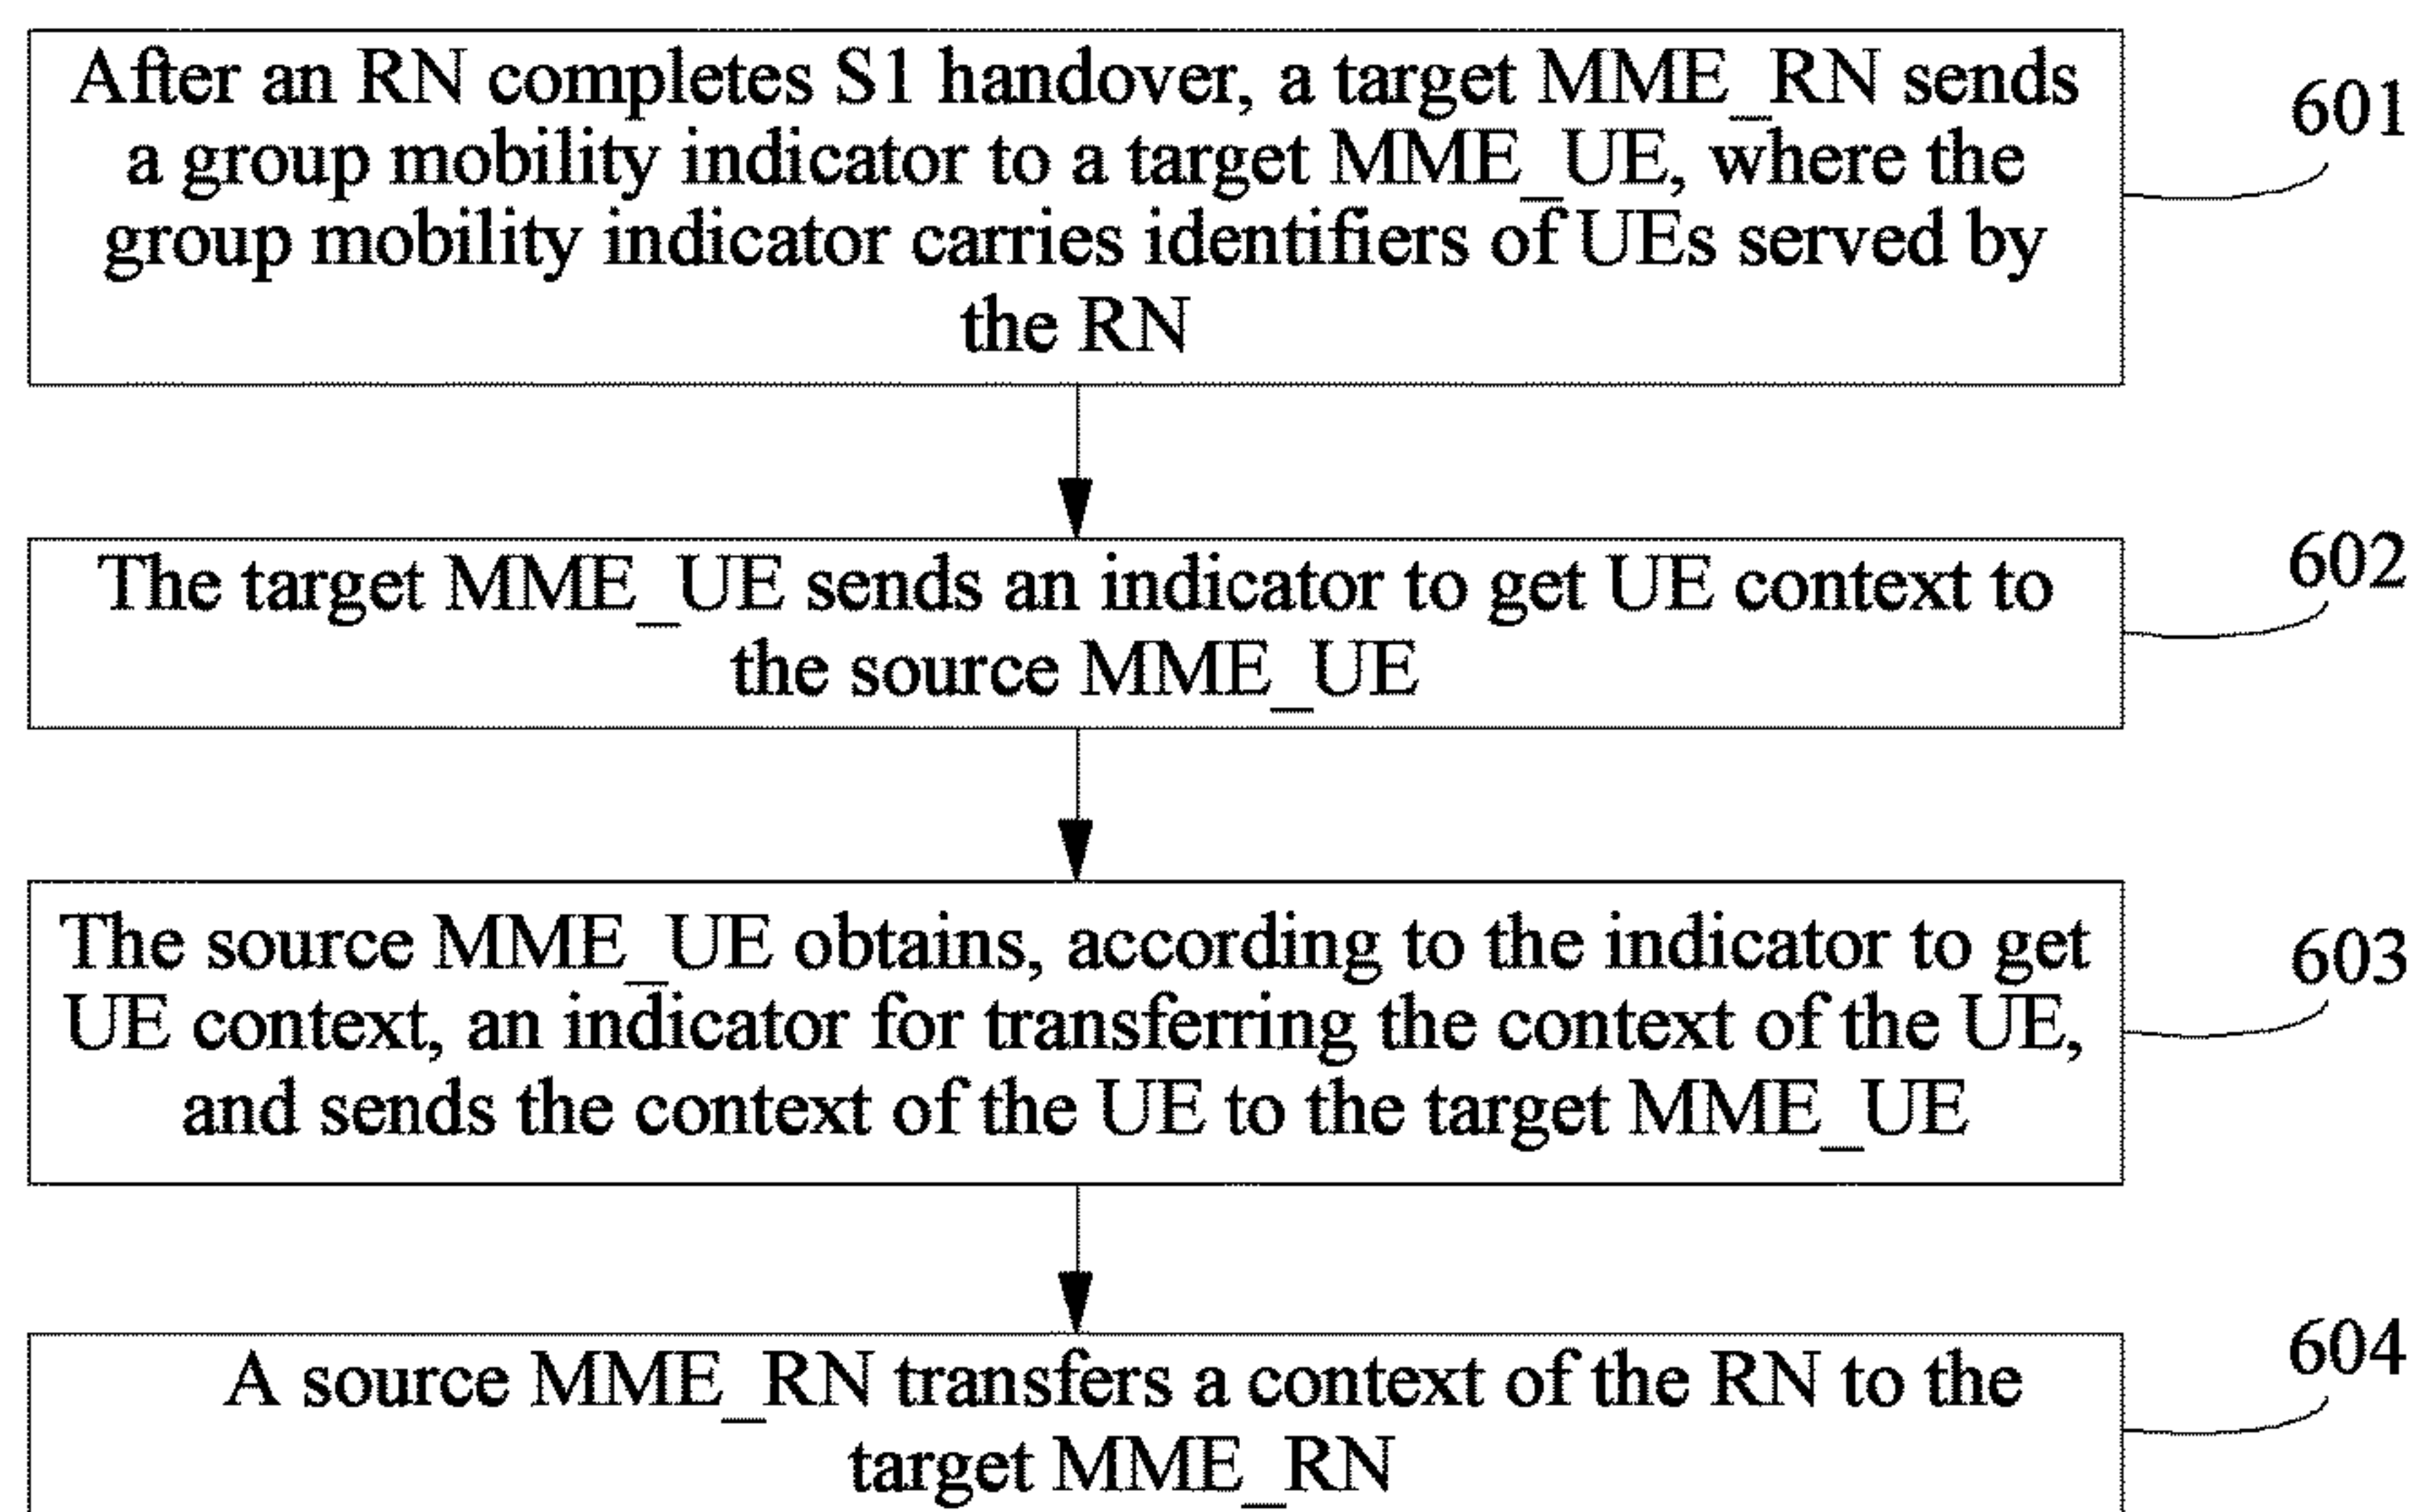 After an RN completes S1 handover, a target MME_RN sends
a group mobility indicator to a target MME_UE, where the
group mobility indicator carries identifiers of UEs served by
the RN
601
The target MME_UE sends an indicator to get UE context to
the source MME_UE
602
The source MME_UE obtains, according to the indicator to get
UE context, an indicator for transferring the context of the UE,
and sends the context of the UE to the target MME_UE
603
A source MME_RN transfers a context of the RN to the
target MME_RN
604